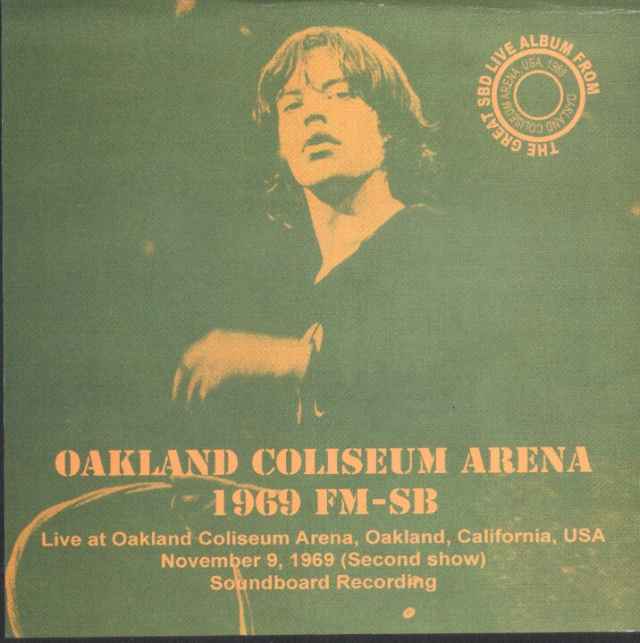 THE GREAT SBD LIVE ALBUM FROM
OAKLAND COLISEUM ARENA, USA, 1969
OAKLAND COLISEUM ARENA
1969 FM-SB
Live at Oakland Coliseum Arena, Oakland, California, USA
November 9, 1969 (Second show)
Soundboard Recording